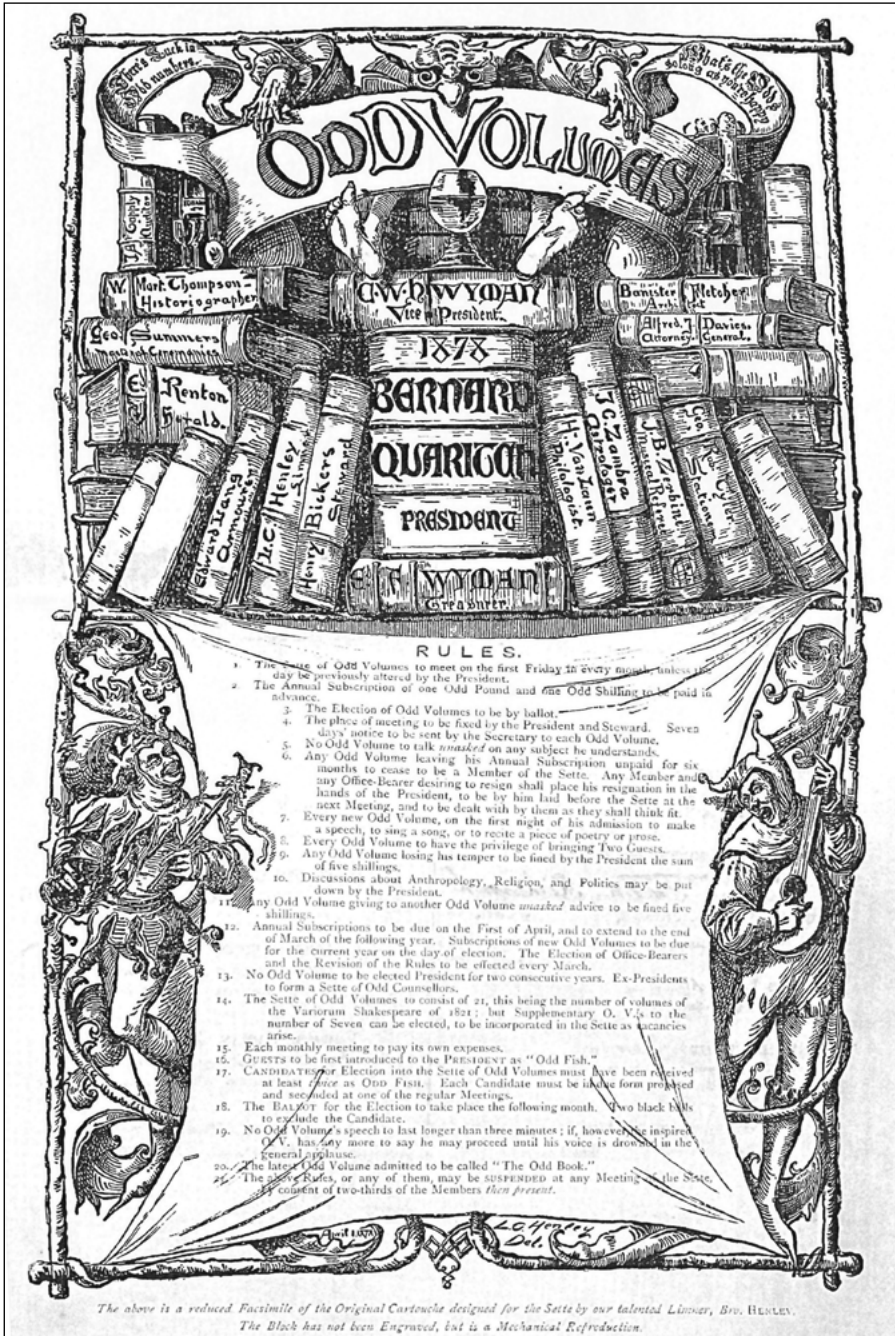 There's Luck in
Odd numbers.
What's the Odds
so long as you're happy
ODD VOLUMES
W. Mort. Thompson
Historiographer
Geo. Summers
E. Renton
Herald.
Edward Lang
Armourer
L.C. Henley
Limner
Henry Bickers
Steward
C.W.H. WYMAN
Vice President.
1878
BERNARD
QUARITCH
PRESIDENT
E F WYMAN
Treasurer.
Banister Fletcher
Architect
Alfred. J. Davies.
Attorney. General.
H. Van Laun
Philologist.
J.C. Zambra
Astrologer
J.B. Zerbini
Musical
Geo.
RULES.
1. The Sette of Odd Volumes to meet on the first Friday in every month, unless the
day be previously altered by the President.
2. The Annual Subscription of one Odd Pound and one Odd Shilling to be paid in
advance.
3. The Election of Odd Volumes to be by ballot.
4. The place of meeting to be fixed by the President and Steward. Seven
days' notice to be sent by the Secretary to each Odd Volume.
5. No Odd Volume to talk unasked on any subject he understands.
6. Any Odd Volume leaving his Annual Subscription unpaid for six
months to cease to be a Member of the Sette. Any Member and
any Office-Bearer desiring to resign shall place his resignation in the
hands of the President, to be by him laid before the Sette at the
next Meeting, and to be dealt with by them as they shall think fit.
7. Every new Odd Volume, on the first night of his admission to make
a speech, to sing a song, or to recite a piece of poetry or prose.
8. Every Odd Volume to have the privilege of bringing Two Guests.
9. Any Odd Volume losing his temper to be fined by the President the sum
of five shillings.
10. Discussions about Anthropology, Religion, and Politics may be put
down by the President.
11. Any Odd Volume giving to another Odd Volume unasked advice to be fined five
shillings.
12. Annual Subscriptions to be due on the First of April, and to extend to the end
of March of the following year. Subscriptions of new Odd Volumes to be due
for the current year on the day of election. The Election of Office-Bearers
and the Revision of the Rules to be effected every March.
13. No Odd Volume to be elected President for two consecutive years. Ex-Presidents
to form a Sette of Odd Counsellors.
14. The Sette of Odd Volumes to consist of 21, this being the number of volumes of
the Variorum Shakespeare of 1821; but Supplementary O. V.'s to the
number of Seven can be elected, to be incorporated in the Sette as vacancies
arise.
15. Each monthly meeting to pay its own expenses.
16. GUESTS to be first introduced to the PRESIDENT as "Odd Fish."
17. CANDIDATES for Election into the Sette of Odd Volumes must have been received
at least twice as ODD FISH. Each Candidate must be in due form proposed
and seconded at one of the regular Meetings.
18. The BALLOT for the Election to take place the following month. Two black balls
to exclude the Candidate.
19. No Odd Volume's speech to last longer than three minutes; if, however, the inspired
O. V. has any more to say he may proceed until his voice is drowned in the
general applause.
20. The latest Odd Volume admitted to be called "The Odd Book."
21. The above Rules, or any of them, may be SUSPENDED at any Meeting of the Sette,
by consent of two-thirds of the Members then present.
April
L C Henley
Del.
The above is a reduced Facsimile of the Original Cartouche designed for the Sette by our talented Limner, Bro. HENLEY.
The Block has not been Engraved, but is a Mechanical Reproduction.